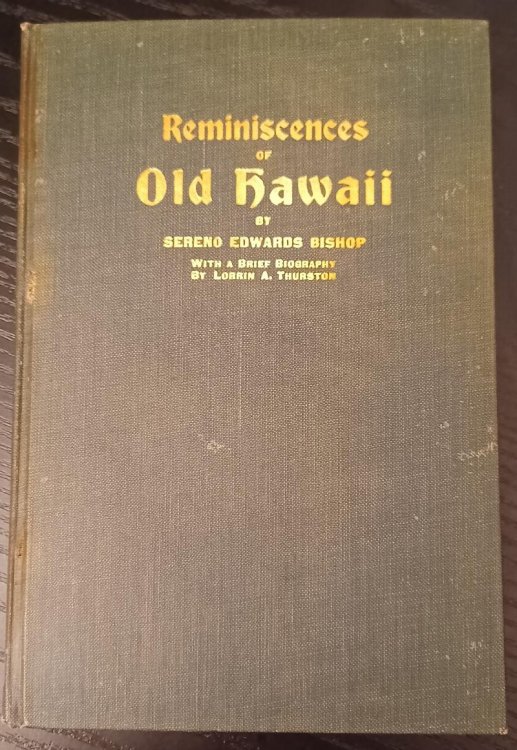 Reminiscences
OF
Old Hawaii
BY
SERENO EDWARDS BISHOP
WITH A BRIEF BIOGRAPHY
BY LORRIN A. THURSTON